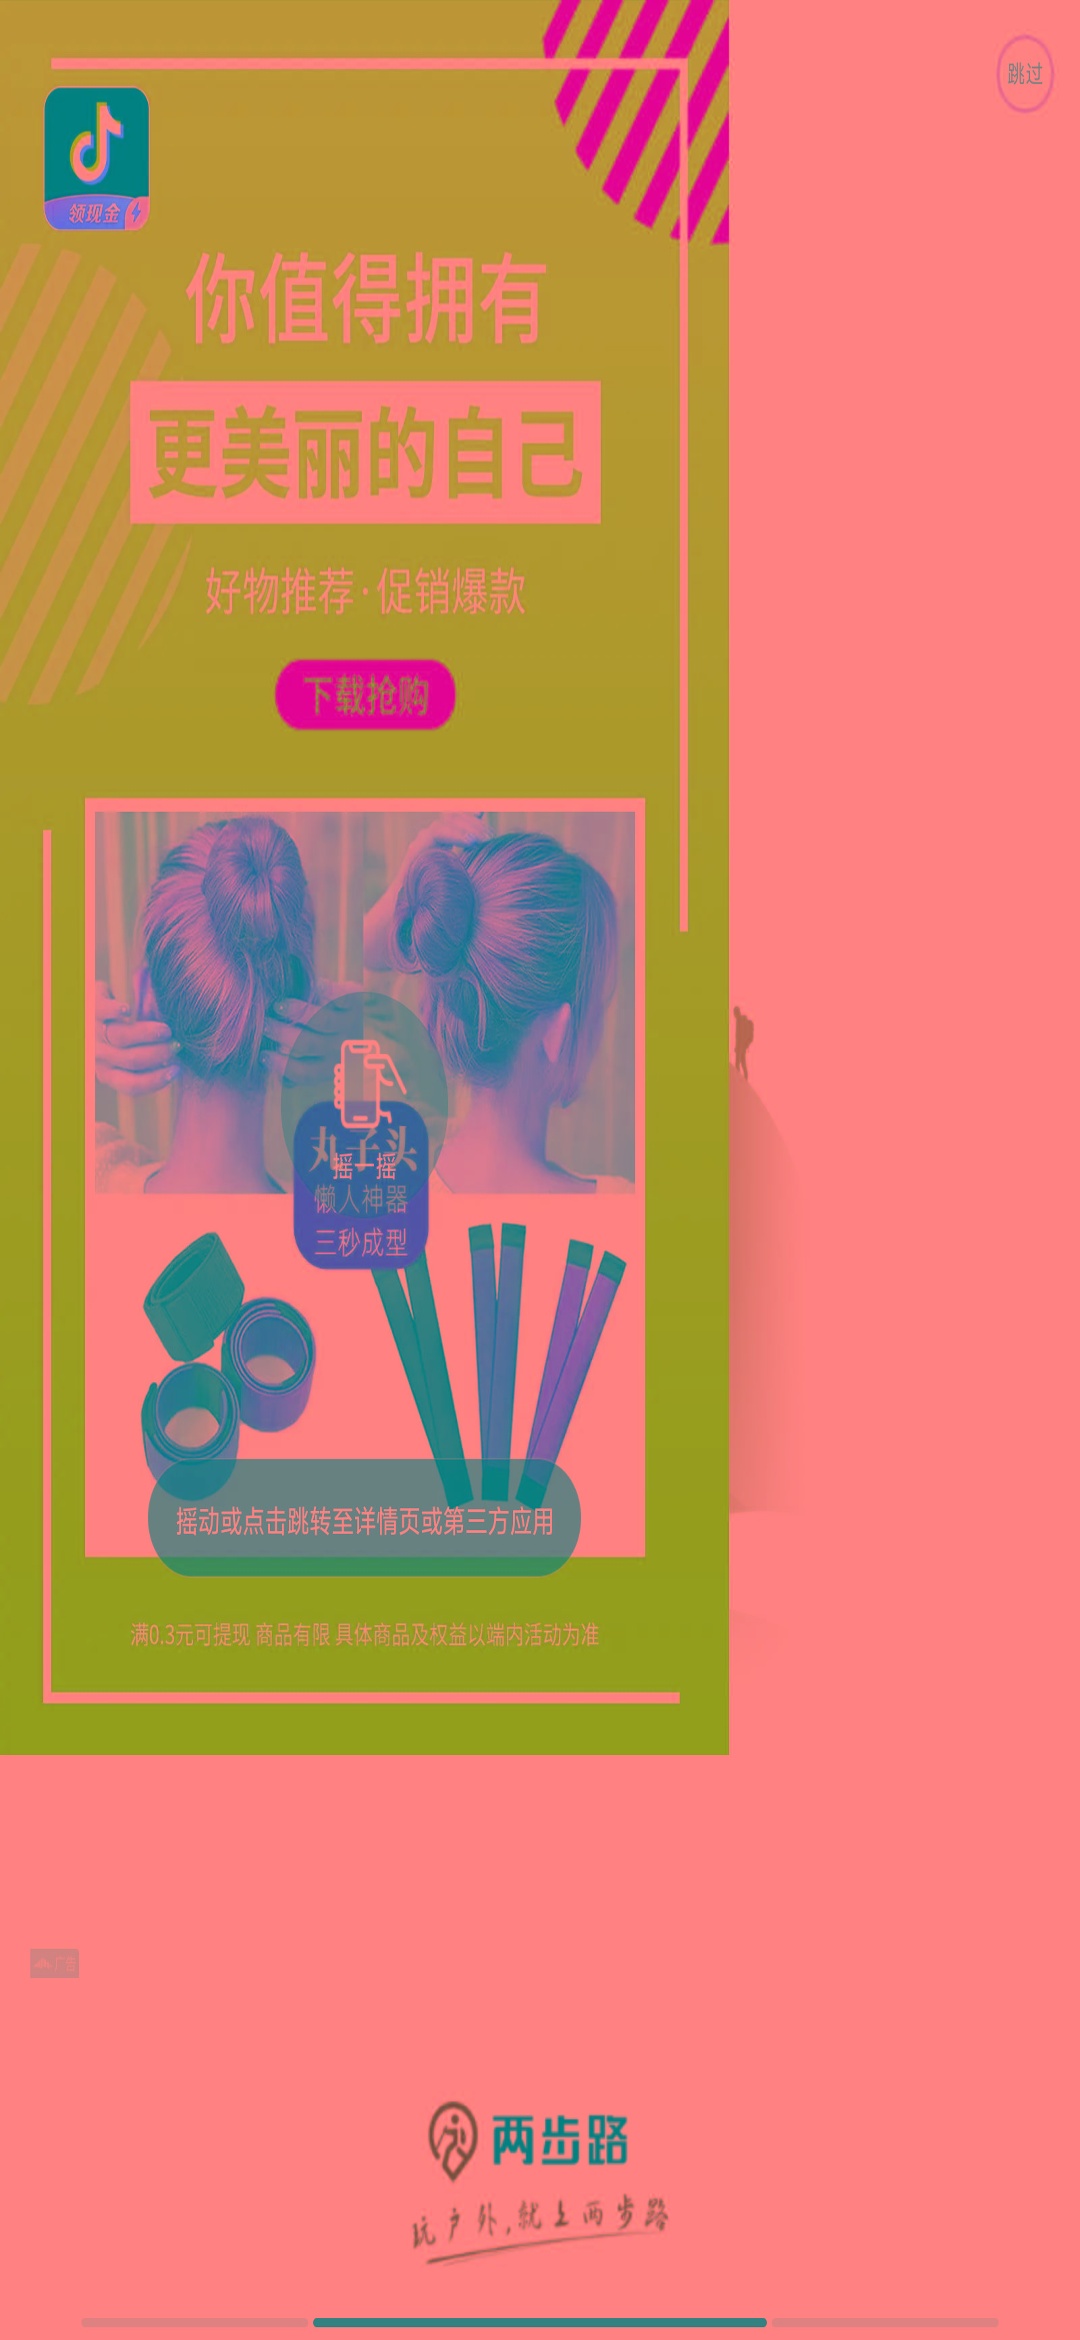 跳过
领现金
你值得拥有
更美丽的自己
好物推荐·促销爆款
下载抢购
丸子头
摇一摇
懒人神器
三秒成型
摇动或点击跳转至详情页或第三方应用
满0.3元可提现 商品有限 具体商品及权益以端内活动为准
广告
两步路
玩户外,就上两步路